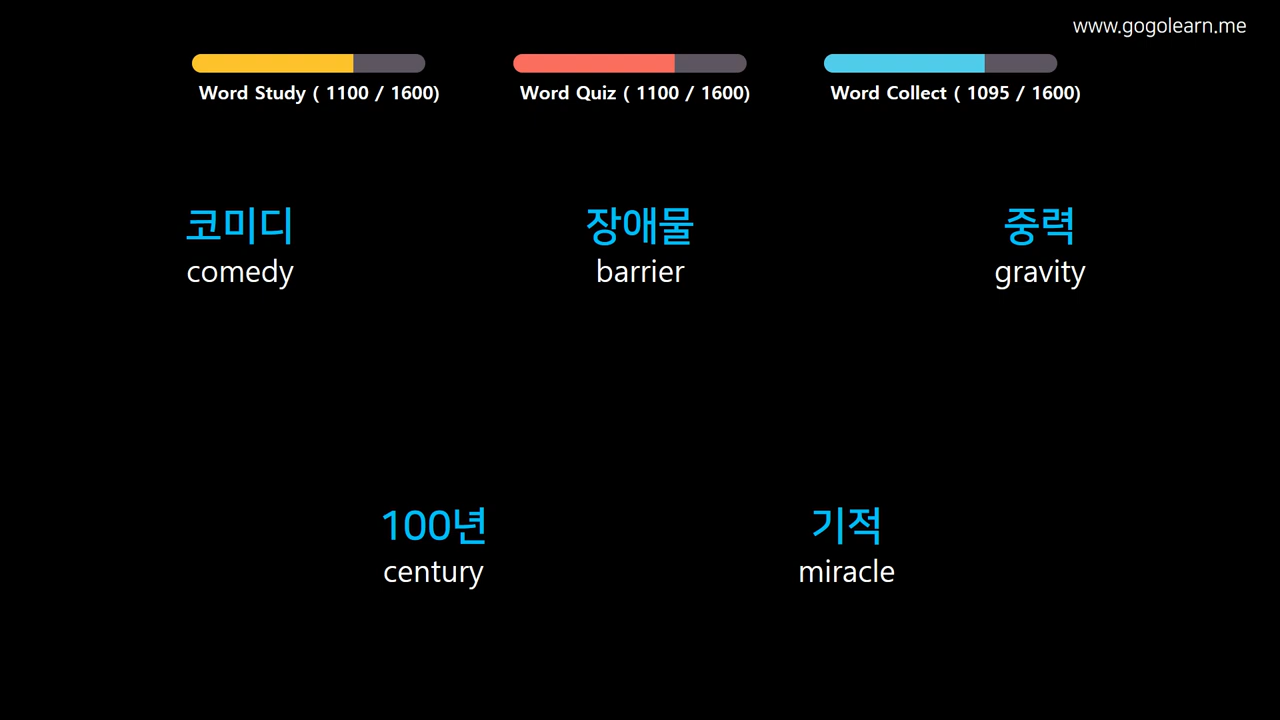 www.gogolearn.me
Word Study ( 1100 / 1600)
Word Quiz ( 1100 / 1600)
Word Collect ( 1095 / 1600)
코미디
comedy
장애물
barrier
중력
gravity
100년
century
기적
miracle